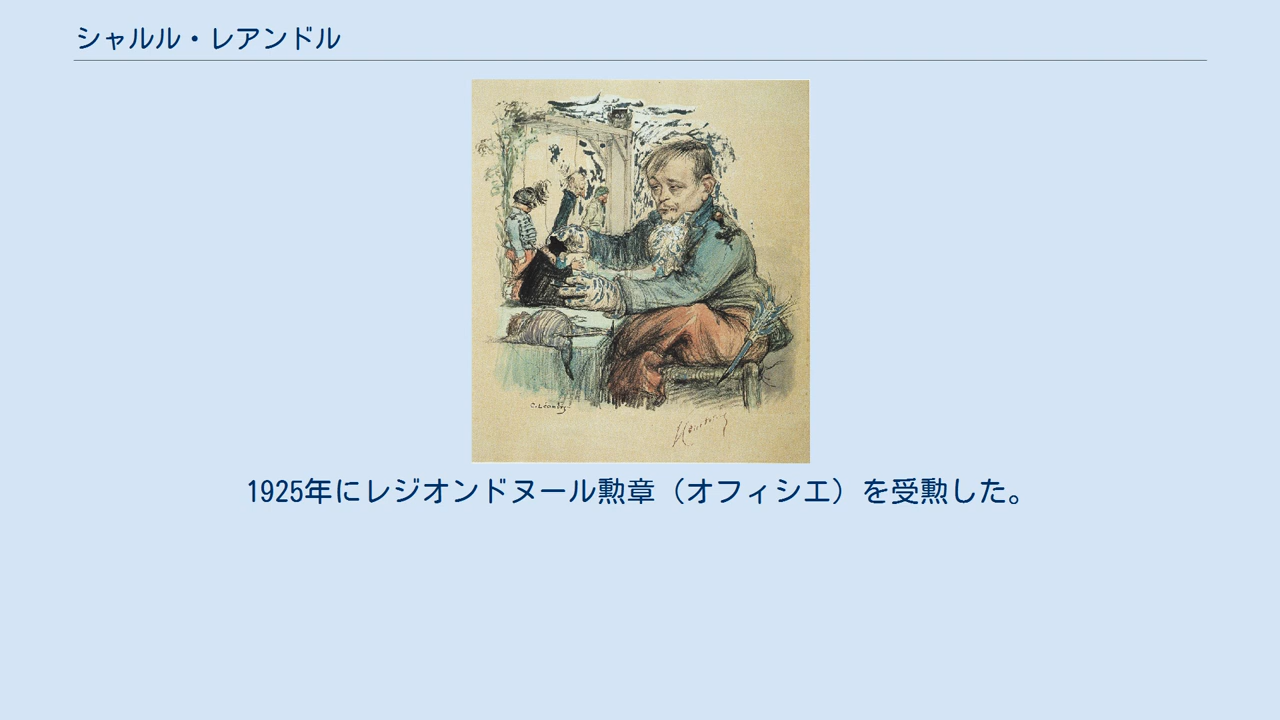 シャルル・レアンドル
C. Léandre
1925年にレジオンドヌール勲章（オフィシエ）を受勲した。